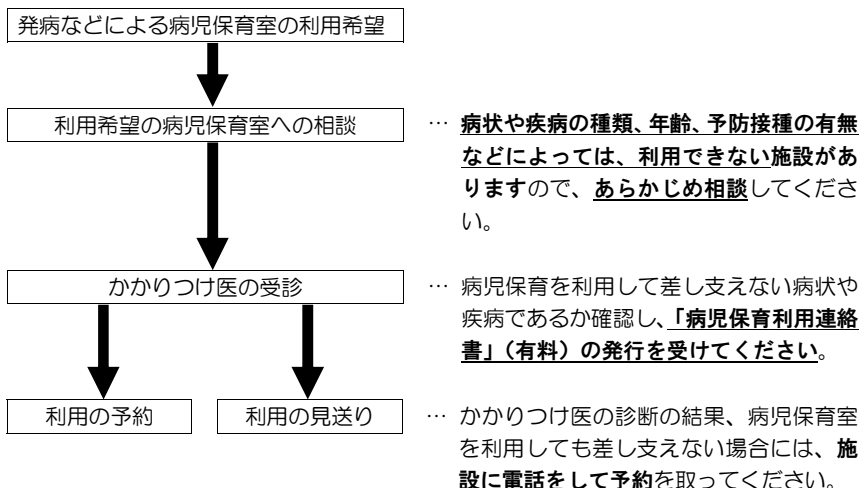 発病などによる病児保育室の利用希望
利用希望の病児保育室への相談
… 病状や疾病の種類、年齢、予防接種の有無
などによっては、利用できない施設があ
りますので、あらかじめ相談してくださ
い。
かかりつけ医の受診
… 病児保育を利用して差し支えない病状や
疾病であるか確認し、「病児保育利用連絡
書」（有料）の発行を受けてください。
利用の予約
利用の見送り
… かかりつけ医の診断の結果、病児保育室
を利用しても差し支えない場合には、施
設に電話をして予約を取ってください。